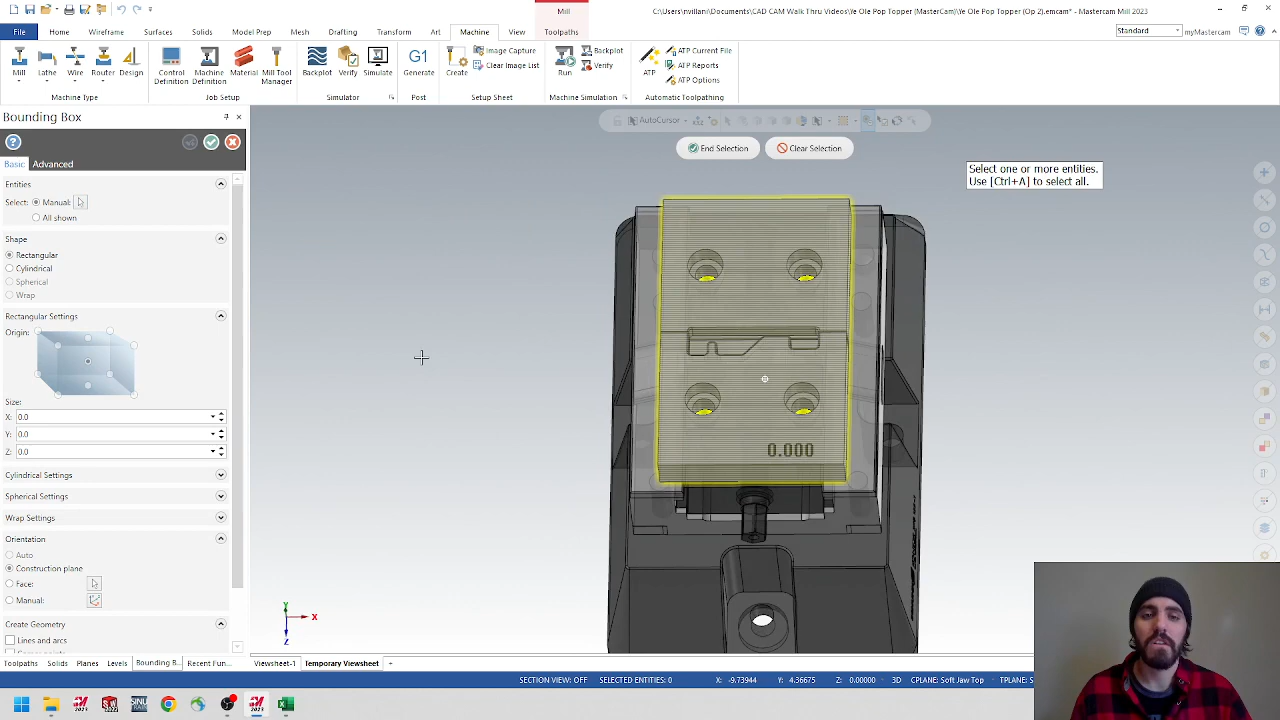 Mill
C:\Users\nvillani\Documents\CAD CAM Walk Thru Videos\Ye Ole Pop Topper (MasterCam)\Ye Ole Pop Topper (Op 2).emcam* - Mastercam Mill 2023
File Home Wireframe Surfaces Solids Model Prep Mesh Drafting Transform Art Machine View Toolpaths
Standard myMastercam
Mill Lathe Wire Router Design Control Definition Machine Definition Material Mill Tool Manager Backplot Verify Simulate Generate Create Image Capture Clear Image List Run Backplot Verify ATP ATP Current File ATP Reports ATP Options
G1
Machine Type Job Setup Simulator Post Setup Sheet Machine Simulation Automatic Toolpathing
Bounding Box
AutoCursor
End Selection Clear Selection
Basic Advanced
Select one or more entities.
Use [Ctrl+A] to select all.
Entities
Select: Manual:
All shown
Shape
Rectangular
Cylindrical
Spherical
Wrap
Rectangular Settings
Origin:
Size:
X: 0.0
Y: 0.0
Z: 0.0
0.000
Cylindrical Settings
Spherical Settings
Wrap Settings
Orientation
Auto
Construction plane
Face:
Manual:
Create Geometry
Lines and arcs
Y
X
Z
Toolpaths Solids Planes Levels Bounding B... Recent Fun... Viewsheet-1 Temporary Viewsheet +
SECTION VIEW: OFF SELECTED ENTITIES: 0 X: -9.73944 Y: 4.36675 Z: 0.00000 3D CPLANE: Soft Jaw Top TPLANE: S